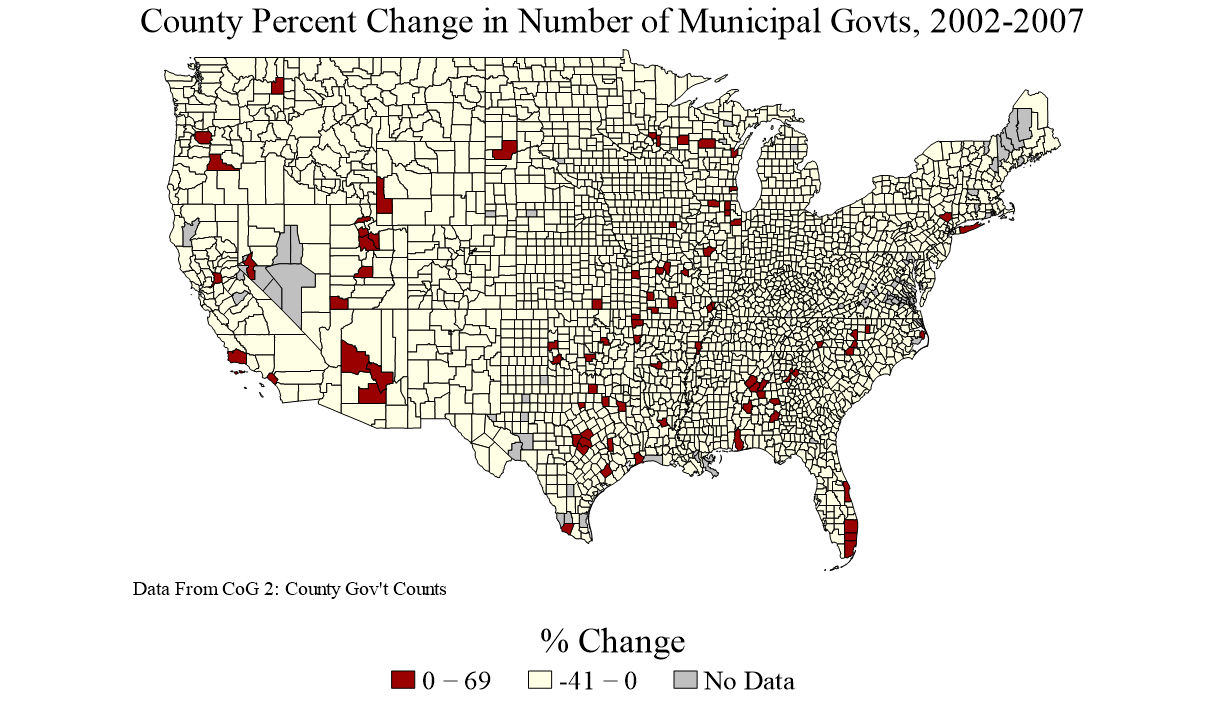 County Percent Change in Number of Municipal Govts, 2002-2007
Data From CoG 2: County Gov't Counts
% Change
0 – 69 -41 – 0 No Data